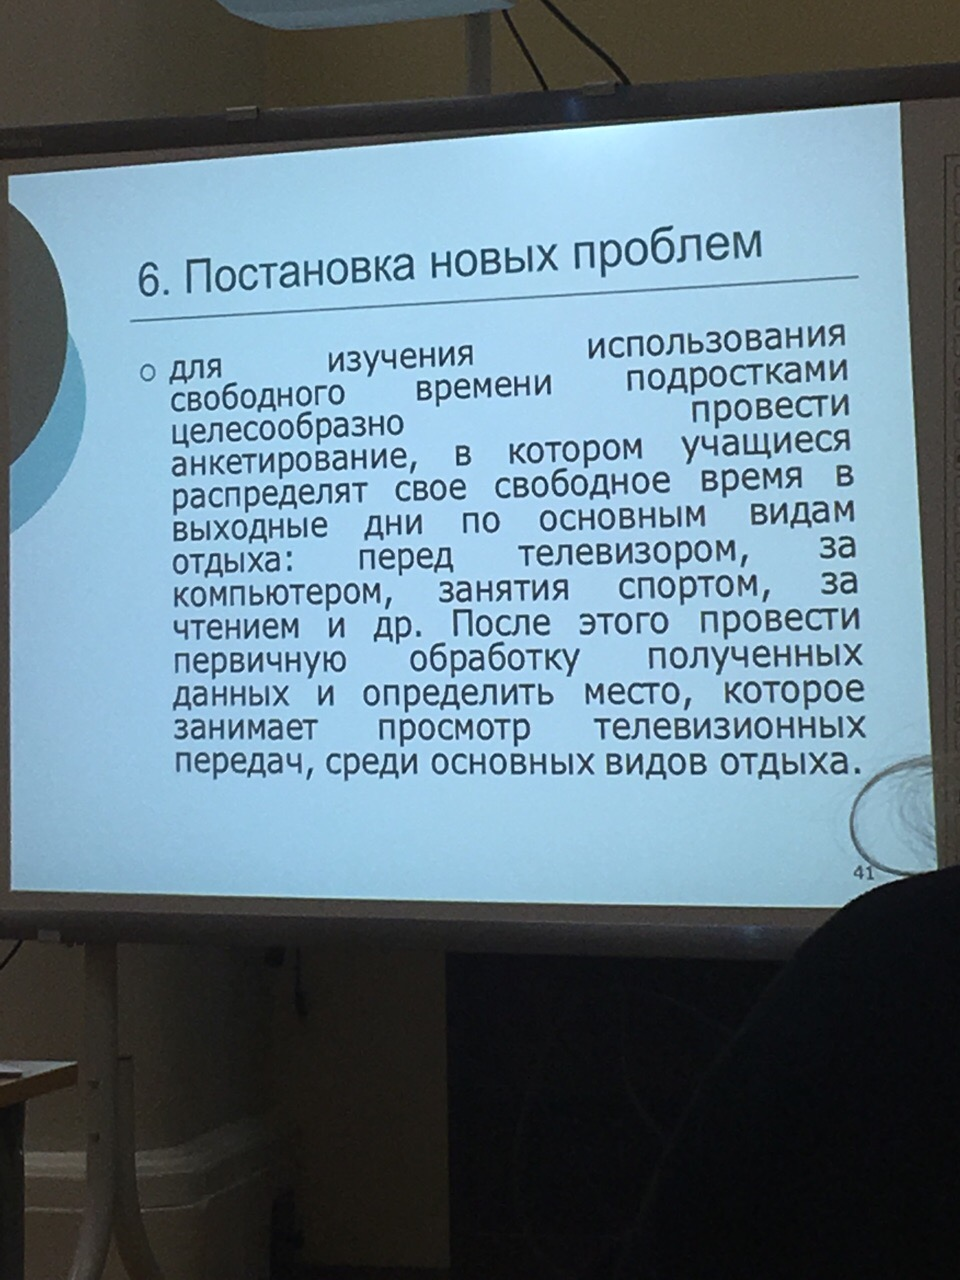 6. Постановка новых проблем
для изучения использования
свободного времени подростками
целесообразно провести
анкетирование, в котором учащиеся
распределят свое свободное время в
выходные дни по основным видам
отдыха: перед телевизором, за
компьютером, занятия спортом, за
чтением и др. После этого провести
первичную обработку полученных
данных и определить место, которое
занимает просмотр телевизионных
передач, среди основных видов отдыха.
41